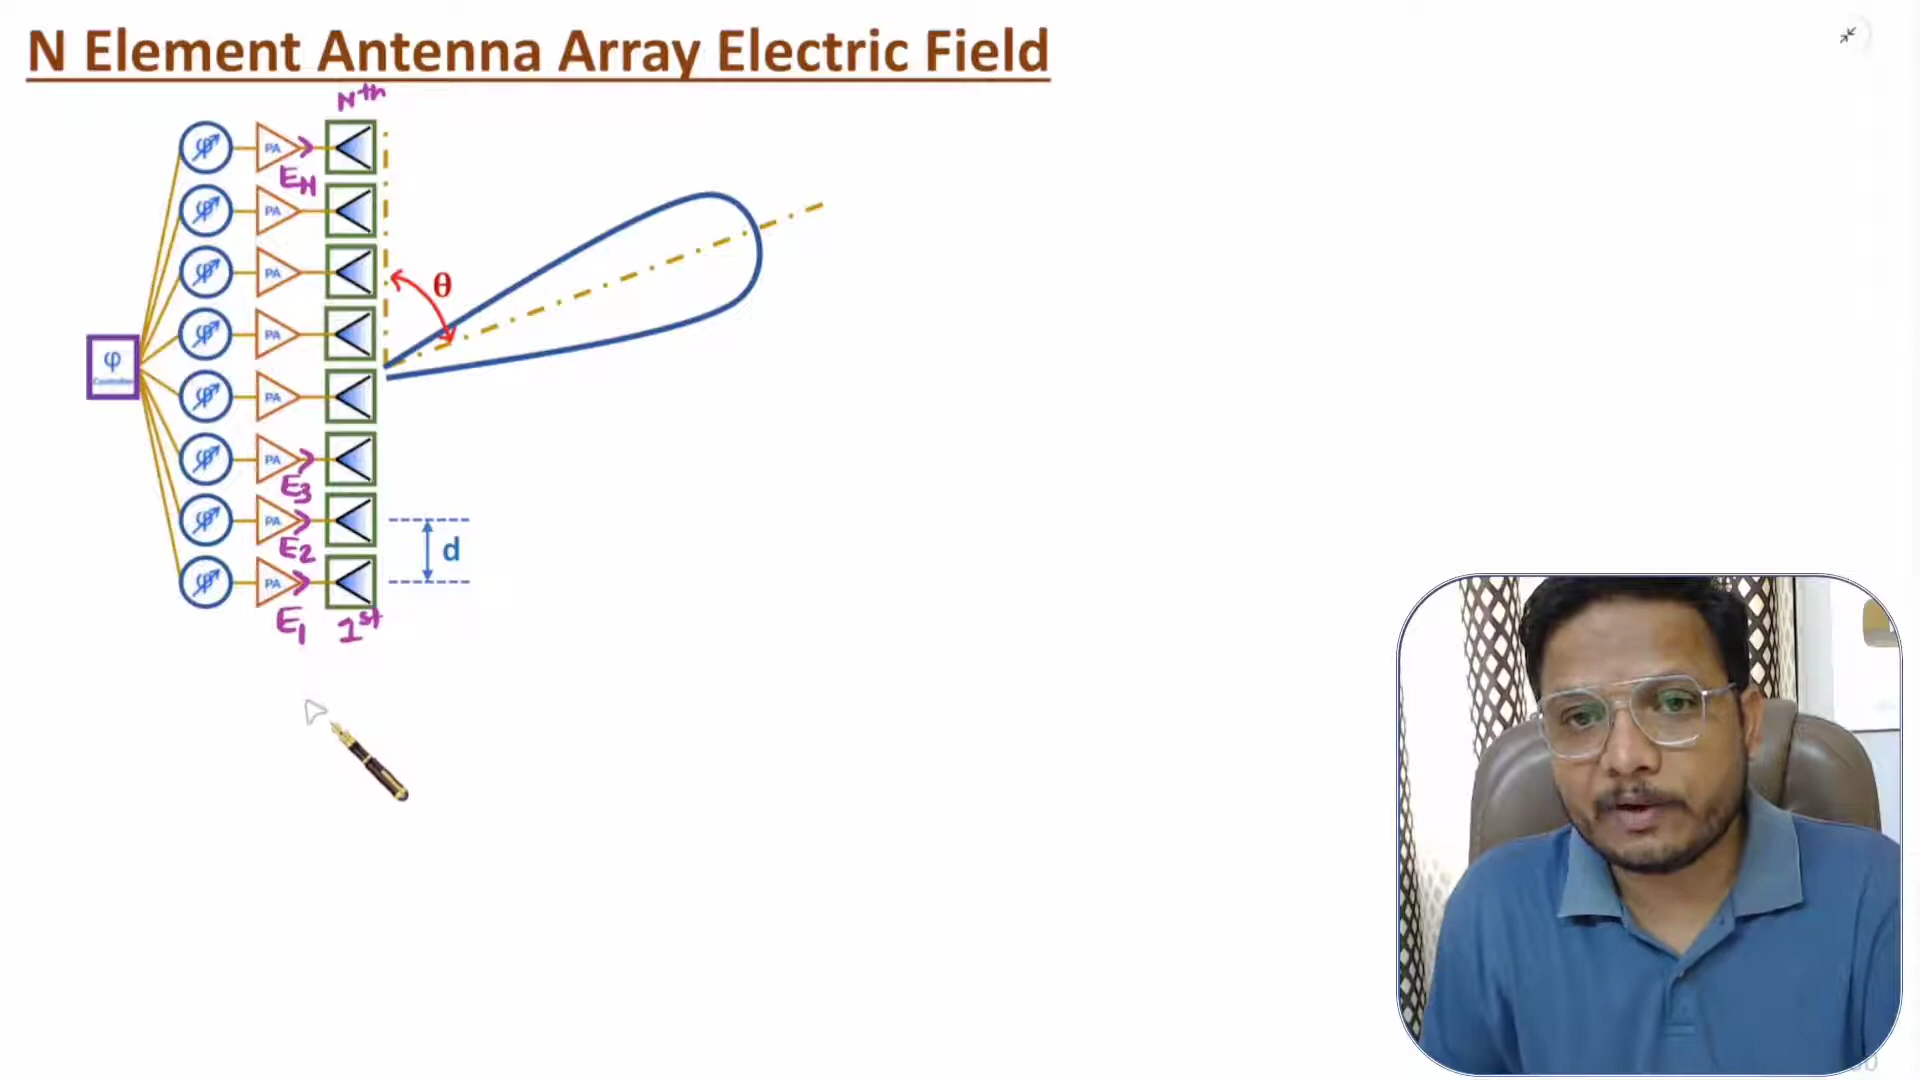 N Element Antenna Array Electric Field
Nth
φ PA
EN
φ PA
φ PA
θ
φ PA
φ
Controller
φ PA
φ PA
E3
φ PA
E2
d
φ PA
E1 1st